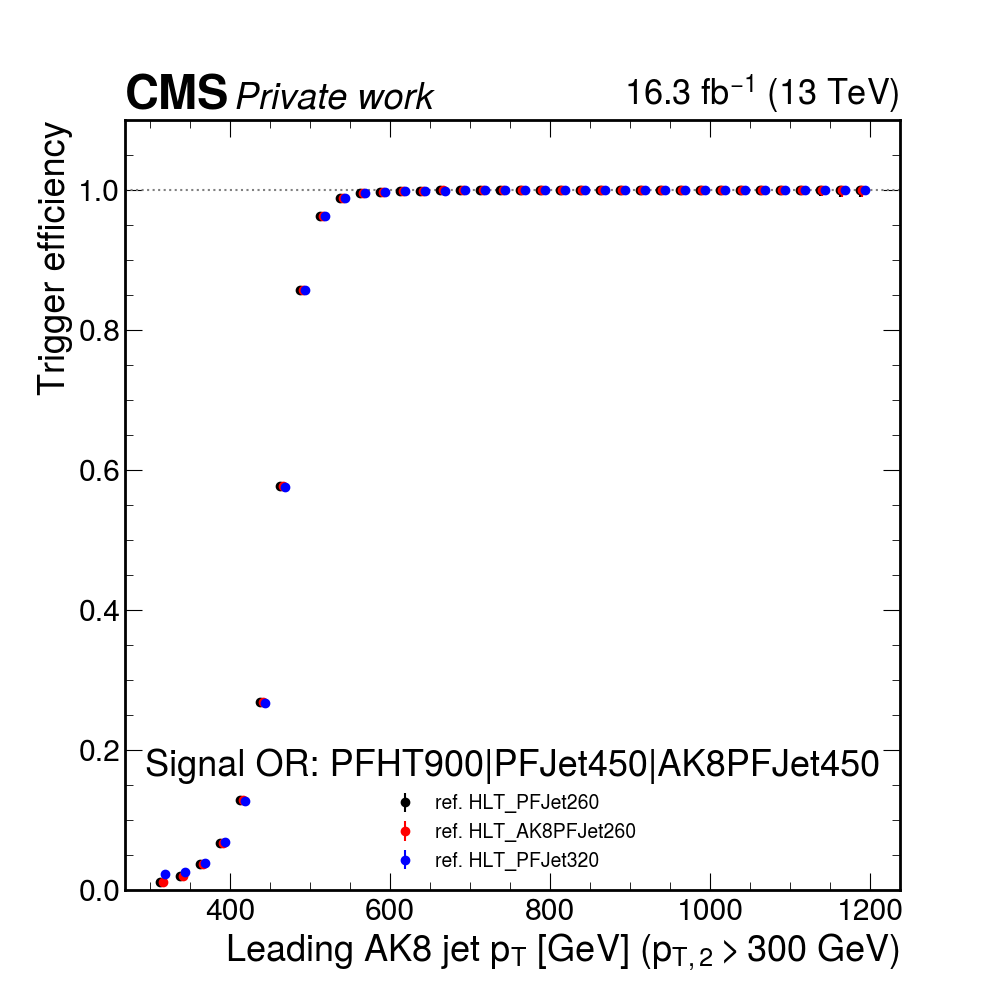 CMS Private work 16.3 fb⁻¹ (13 TeV)
Trigger efficiency
1.0
0.8
0.6
0.4
0.2
0.0
Signal OR: PFHT900|PFJet450|AK8PFJet450
ref. HLT_PFJet260
ref. HLT_AK8PFJet260
ref. HLT_PFJet320
400 600 800 1000 1200
Leading AK8 jet p_T [GeV] (p_T, 2 > 300 GeV)